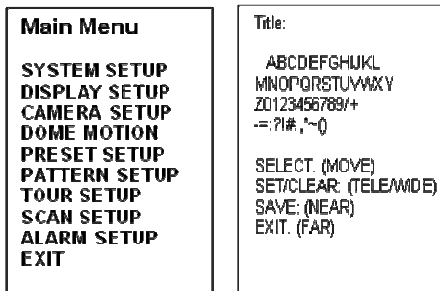 Main Menu
SYSTEM SETUP
DISPLAY SETUP
CAMERA SETUP
DOME MOTION
PRESET SETUP
PATTERN SETUP
TOUR SETUP
SCAN SETUP
ALARM SETUP
EXIT
Title:
ABCDEFGHIJKL
MNOPQRSTUVWXY
Z0123456789/+
-=:?!#,"~()
SELECT: (MOVE)
SET/CLEAR: (TELE/WIDE)
SAVE: (NEAR)
EXIT: (FAR)